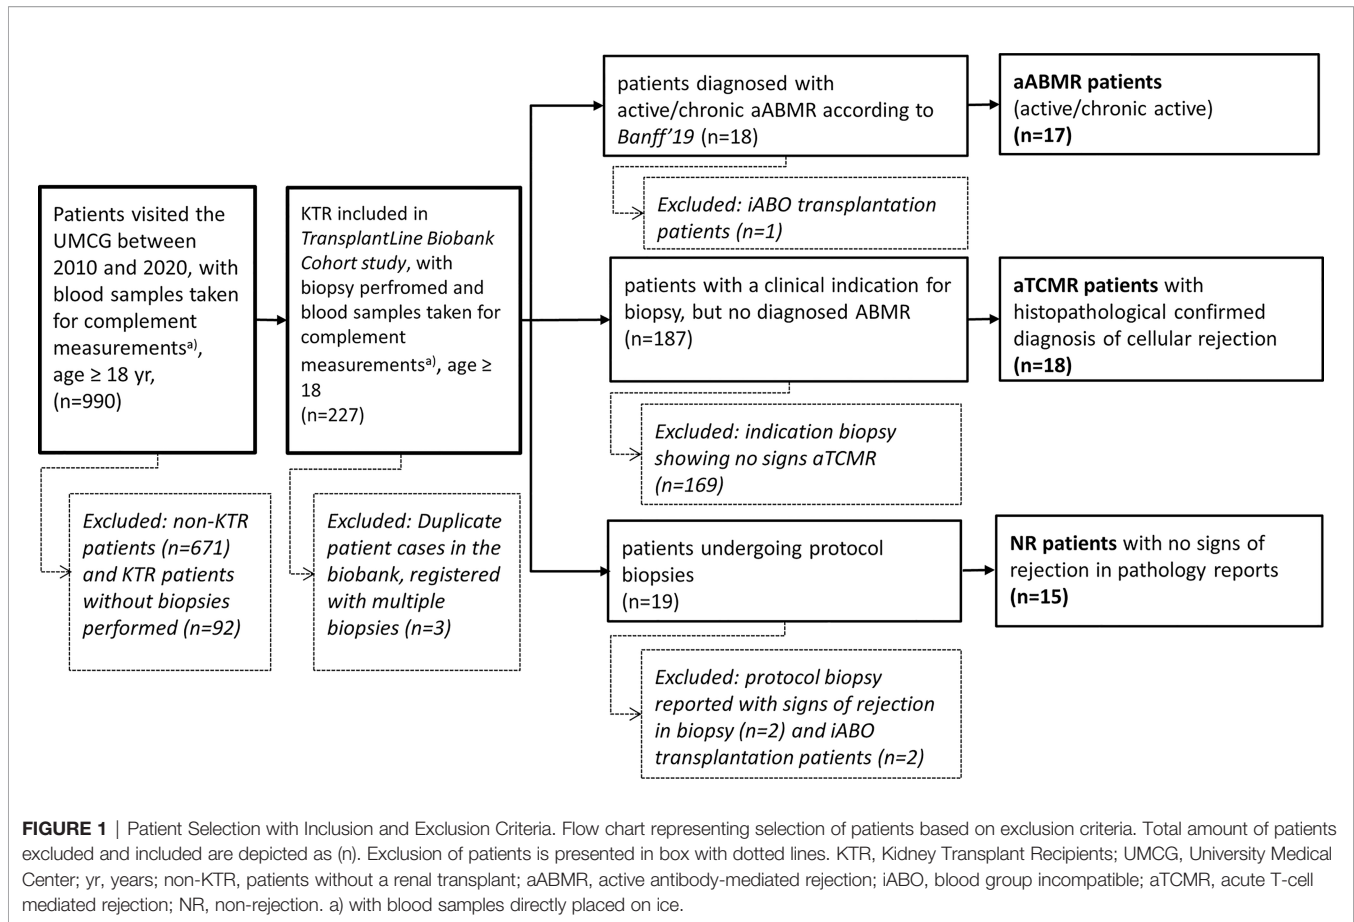 Patients visited the
UMCG between
2010 and 2020, with
blood samples taken
for complement
measurementsᵃ⁾,
age ≥ 18 yr,
(n=990)
Excluded: non-KTR
patients (n=671)
and KTR patients
without biopsies
performed (n=92)
KTR included in
TransplantLine Biobank
Cohort study, with
biopsy perfromed and
blood samples taken for
complement
measurementsᵃ⁾, age ≥
18
(n=227)
Excluded: Duplicate
patient cases in the
biobank, registered
with multiple
biopsies (n=3)
patients diagnosed with
active/chronic aABMR according to
Banff’19 (n=18)
Excluded: iABO transplantation
patients (n=1)
aABMR patients
(active/chronic active)
(n=17)
patients with a clinical indication for
biopsy, but no diagnosed ABMR
(n=187)
Excluded: indication biopsy
showing no signs aTCMR
(n=169)
aTCMR patients with
histopathological confirmed
diagnosis of cellular rejection
(n=18)
patients undergoing protocol
biopsies
(n=19)
Excluded: protocol biopsy
reported with signs of rejection
in biopsy (n=2) and iABO
transplantation patients (n=2)
NR patients with no signs of
rejection in pathology reports
(n=15)
FIGURE 1 | Patient Selection with Inclusion and Exclusion Criteria. Flow chart representing selection of patients based on exclusion criteria. Total amount of patients
excluded and included are depicted as (n). Exclusion of patients is presented in box with dotted lines. KTR, Kidney Transplant Recipients; UMCG, University Medical
Center; yr, years; non-KTR, patients without a renal transplant; aABMR, active antibody-mediated rejection; iABO, blood group incompatible; aTCMR, acute T-cell
mediated rejection; NR, non-rejection. a) with blood samples directly placed on ice.